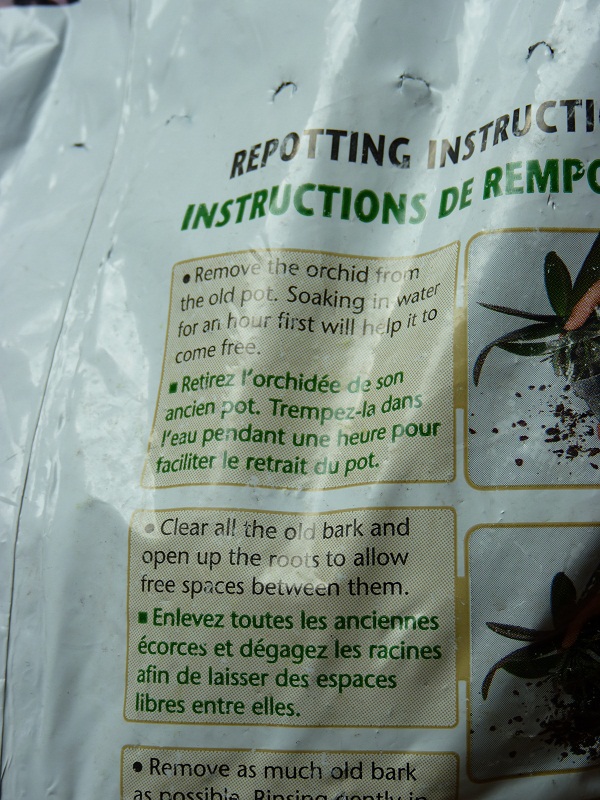 REPOTTING INSTRUCTI
INSTRUCTIONS DE REMPO
• Remove the orchid from
the old pot. Soaking in water
for an hour first will help it to
come free.
▪ Retirez l'orchidée de son
ancien pot. Trempez-la dans
l'eau pendant une heure pour
faciliter le retrait du pot.
• Clear all the old bark and
open up the roots to allow
free spaces between them.
▪ Enlevez toutes les anciennes
écorces et dégagez les racines
afin de laisser des espaces
libres entre elles.
• Remove as much old bark
as possible. Rinsing gently in